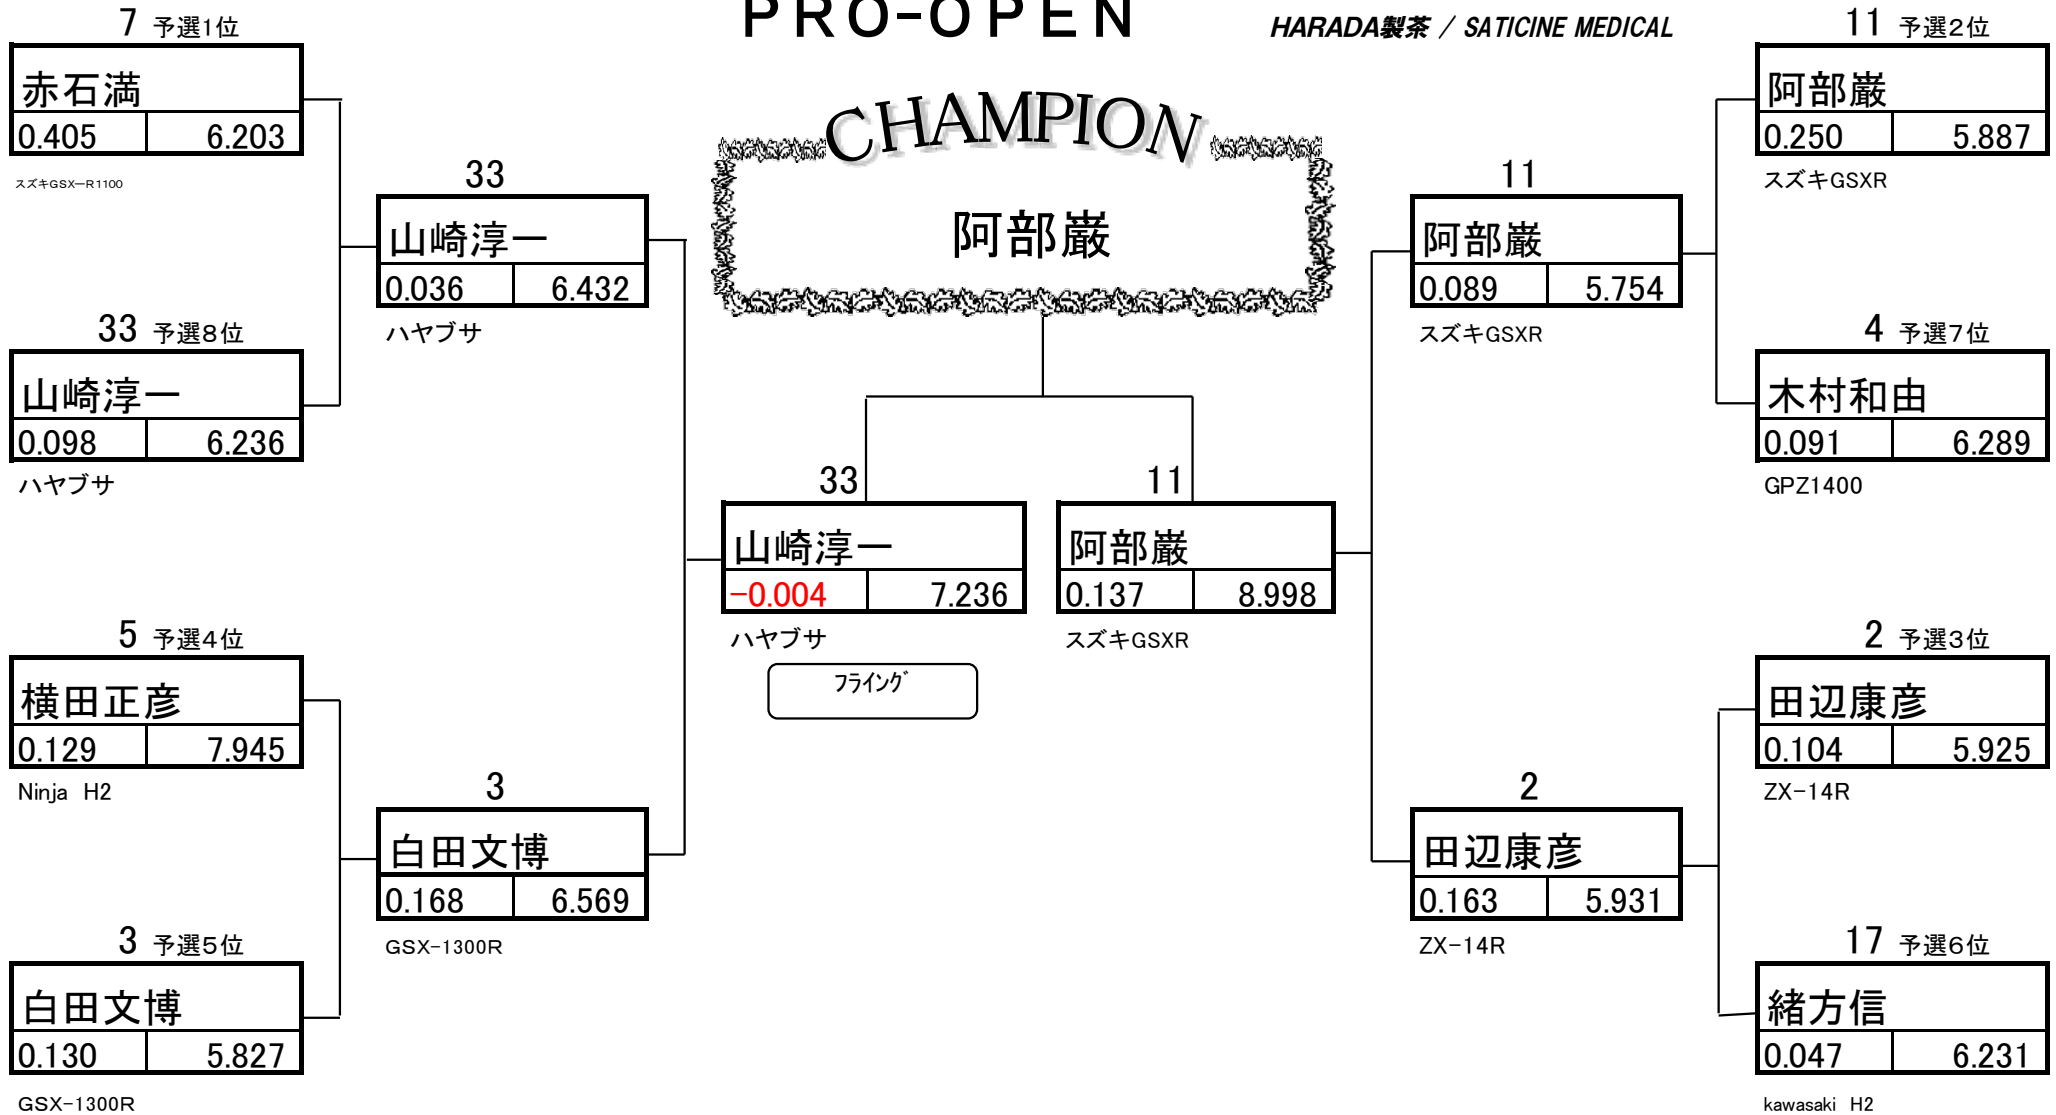 PRO-OPEN
HARADA製茶 / SATICINE MEDICAL
CHAMPION
阿部巌
7 予選1位
赤石満
0.405 6.203
スズキGSX－R1100
33 予選8位
山崎淳一
0.098 6.236
ハヤブサ
5 予選4位
横田正彦
0.129 7.945
Ninja H2
3 予選5位
白田文博
0.130 5.827
GSX-1300R
33
山崎淳一
0.036 6.432
ハヤブサ
3
白田文博
0.168 6.569
GSX-1300R
33
山崎淳一
-0.004 7.236
ハヤブサ
ﾌﾗｲﾝｸﾞ
11
阿部巌
0.137 8.998
スズキGSXR
11
阿部巌
0.089 5.754
スズキGSXR
2
田辺康彦
0.163 5.931
ZX-14R
11 予選2位
阿部巌
0.250 5.887
スズキGSXR
4 予選7位
木村和由
0.091 6.289
GPZ1400
2 予選3位
田辺康彦
0.104 5.925
ZX-14R
17 予選6位
緒方信
0.047 6.231
kawasaki H2